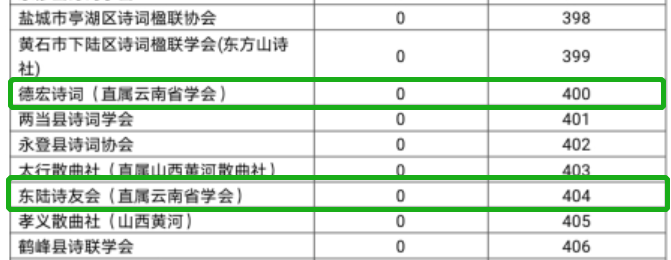 盐城市亭湖区诗词楹联协会 0 398
黄石市下陆区诗词楹联学会(东方山诗
社) 0 399
德宏诗词（直属云南省学会） 0 400
两当县诗词学会 0 401
永登县诗词协会 0 402
太行散曲社（直属山西黄河散曲社） 0 403
东陆诗友会（直属云南省学会） 0 404
孝义散曲社（山西黄河） 0 405
鹤峰县诗联学会 0 406